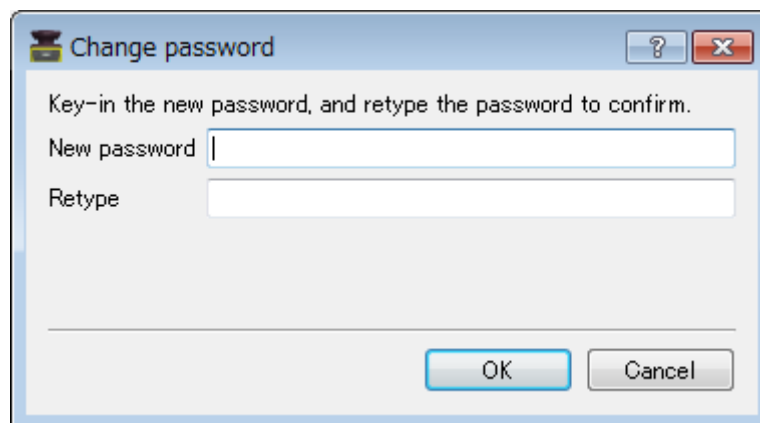 Change password
?
Key-in the new password, and retype the password to confirm.
New password
Retype
OK
Cancel